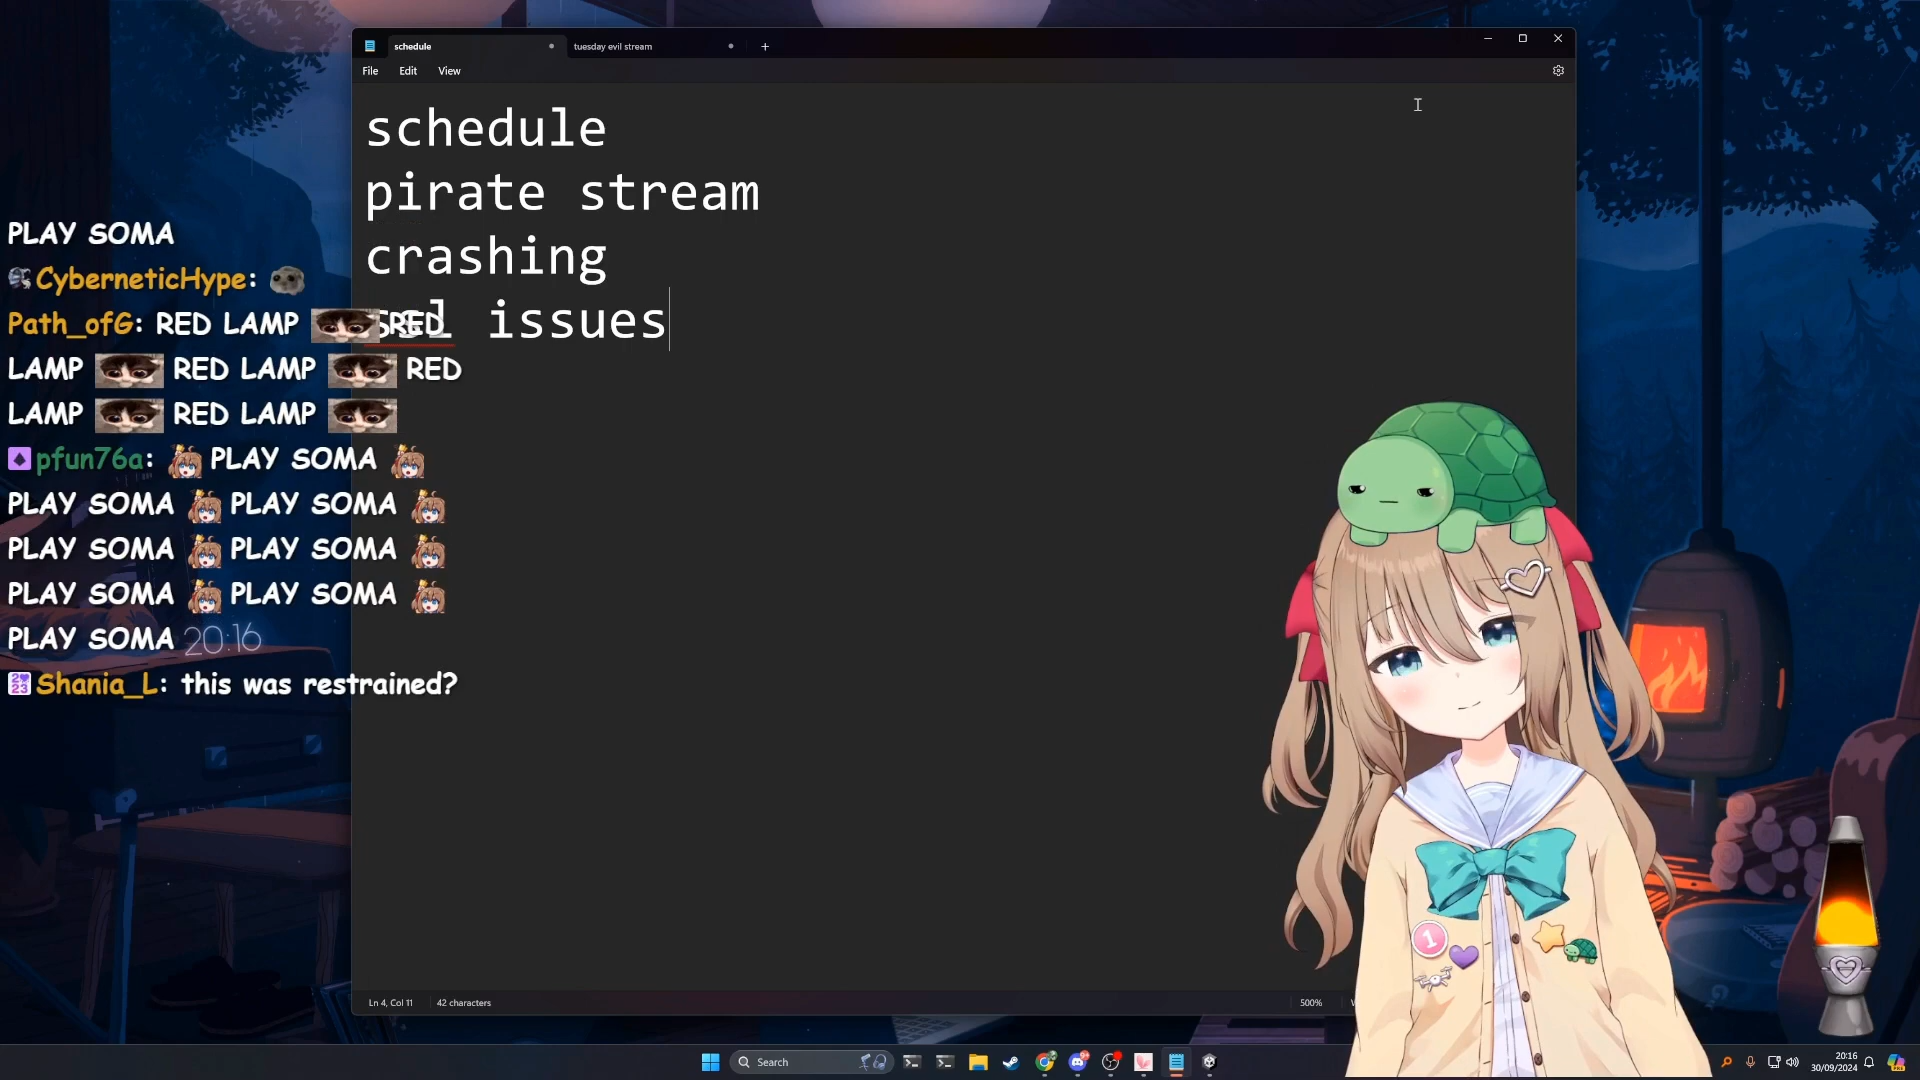 schedule
tuesday evil stream
File Edit View
schedule
pirate stream
crashing
ssl issues
PLAY SOMA
CyberneticHype:
Path_ofG: RED LAMP RED
LAMP RED LAMP RED
LAMP RED LAMP
pfun76a: PLAY SOMA
PLAY SOMA PLAY SOMA
PLAY SOMA PLAY SOMA
PLAY SOMA PLAY SOMA
PLAY SOMA
20:16
Shania_L: this was restrained?
Ln 4, Col 11
42 characters
500%
1
Search
20:16
30/09/2024